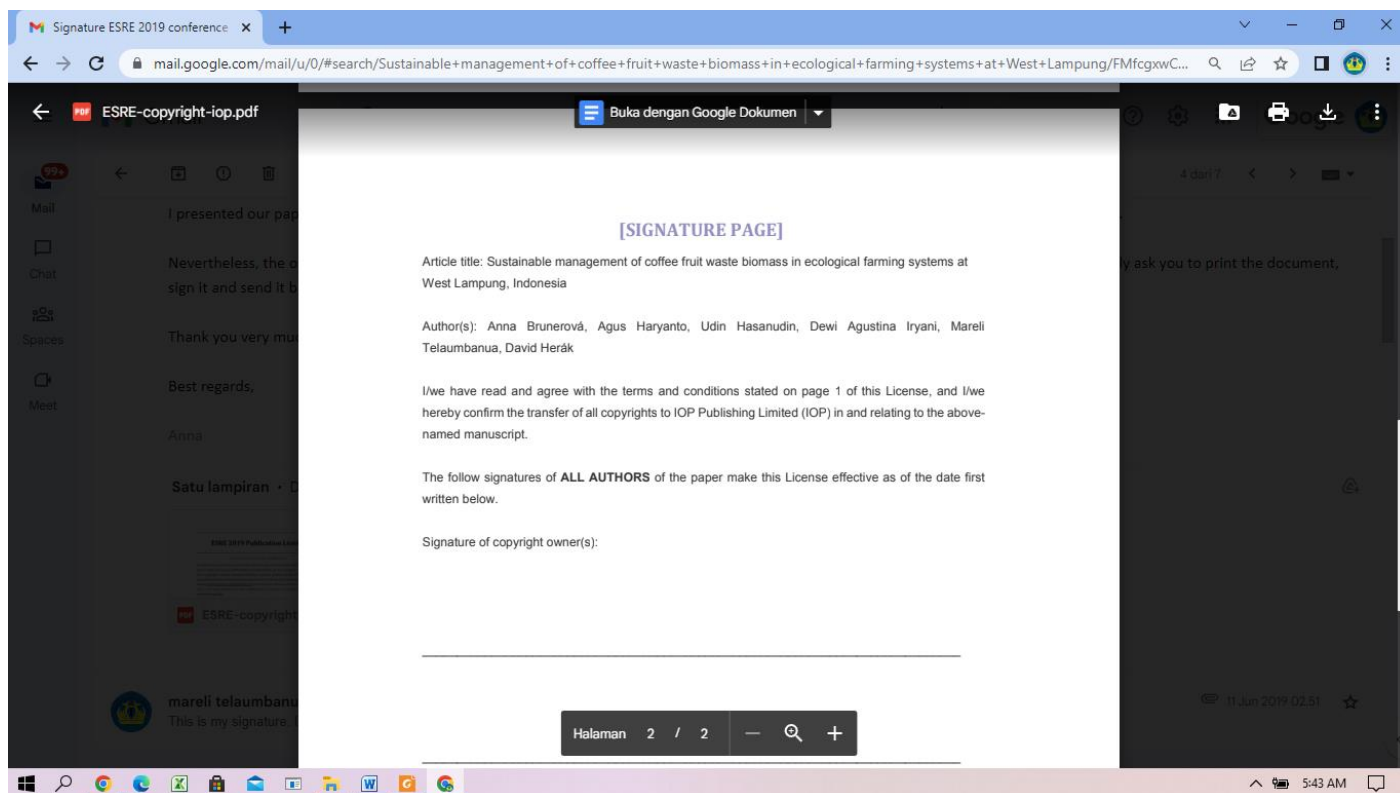 Signature ESRE 2019 conference
mail.google.com/mail/u/0/#search/Sustainable+management+of+coffee+fruit+waste+biomass+in+ecological+farming+systems+at+West+Lampung/FMfcgxwC...
PDF ESRE-copyright-iop.pdf
Buka dengan Google Dokumen
99+
4 dari 7
Mail
I presented our pap
[SIGNATURE PAGE]
Article title: Sustainable management of coffee fruit waste biomass in ecological farming systems at
West Lampung, Indonesia
Nevertheless, the o
ly ask you to print the document,
Chat
sign it and send it b
Author(s): Anna Brunerová, Agus Haryanto, Udin Hasanudin, Dewi Agustina Iryani, Mareli
Telaumbanua, David Herák
Spaces
Thank you very mu
Best regards,
Meet
I/we have read and agree with the terms and conditions stated on page 1 of this License, and I/we
hereby confirm the transfer of all copyrights to IOP Publishing Limited (IOP) in and relating to the above-
named manuscript.
Anna
The follow signatures of ALL AUTHORS of the paper make this License effective as of the date first
written below.
Satu lampiran
Signature of copyright owner(s):
PDF ESRE-copyright
mareli telaumbanu
11 Jun 2019 02.51
This is my signature.
Halaman 2 / 2
5:43 AM